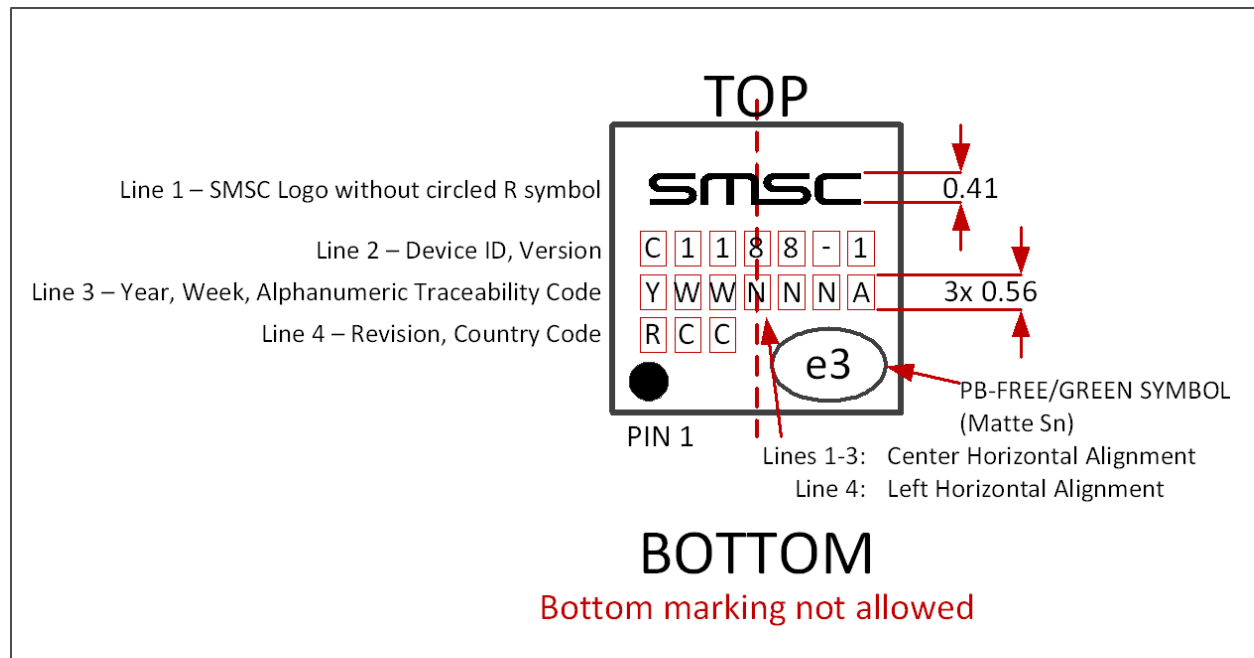 TOP
Line 1 – SMSC Logo without circled R symbol
SMSC
0.41
Line 2 – Device ID, Version
C 1 1 8 8 - 1
Line 3 – Year, Week, Alphanumeric Traceability Code
Y W W N N N A
3x 0.56
Line 4 – Revision, Country Code
R C C
e3
PB-FREE/GREEN SYMBOL
(Matte Sn)
PIN 1
Lines 1-3: Center Horizontal Alignment
Line 4: Left Horizontal Alignment
BOTTOM
Bottom marking not allowed